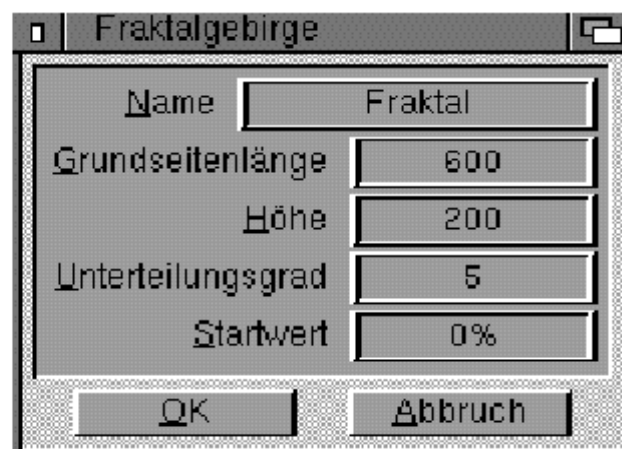 Fraktalgebirge
Name Fraktal
Grundseitenlänge 600
Höhe 200
Unterteilungsgrad 5
Startwert 0%
OK Abbruch